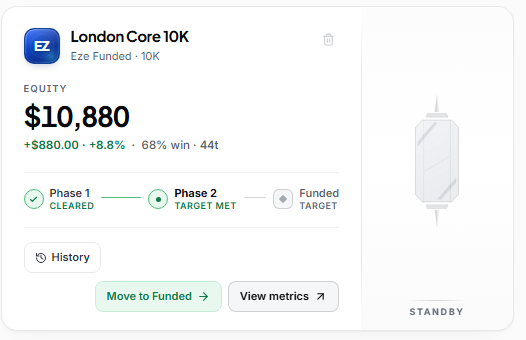 EZ
London Core 10K
Eze Funded · 10K
EQUITY
$10,880
+$880.00 · +8.8% · 68% win · 44t
Phase 1
CLEARED
Phase 2
TARGET MET
Funded
TARGET
History
Move to Funded →
View metrics ↗
STANDBY